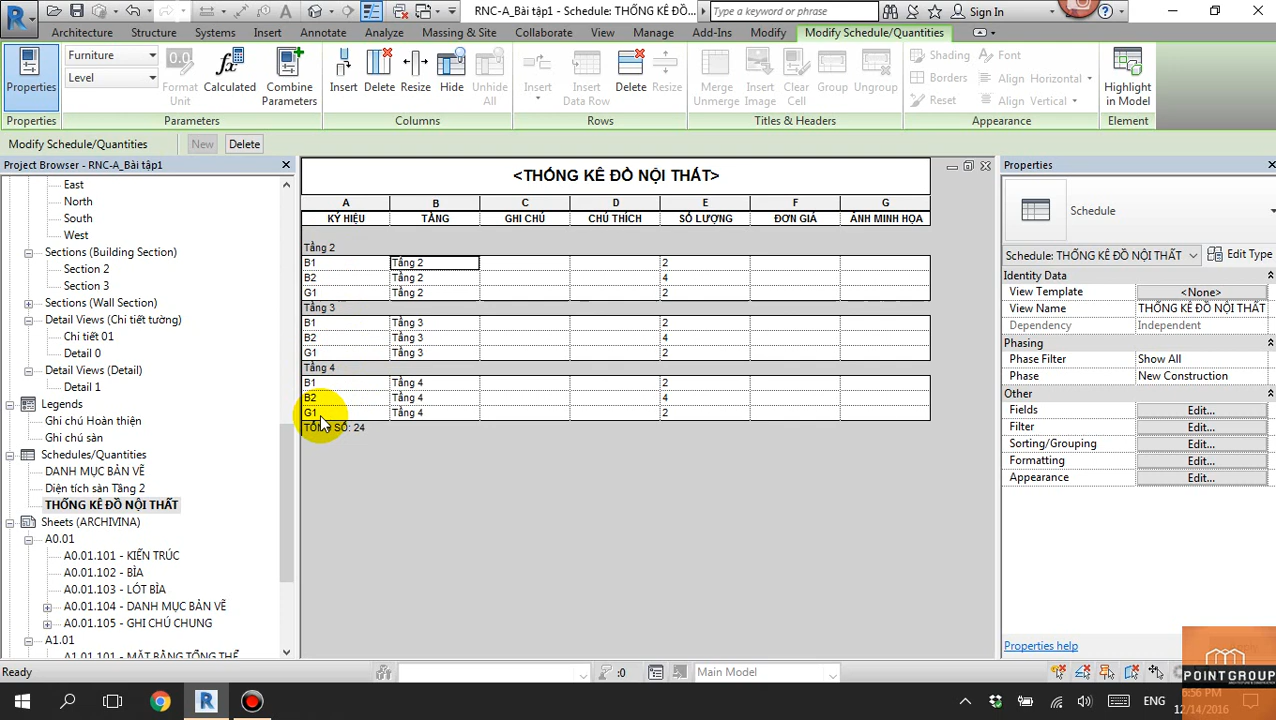 RNC-A_Bài tập1 - Schedule: THỐNG KÊ ĐỒ NỘI THẤ...
Type a keyword or phrase
Sign In
Architecture Structure Systems Insert Annotate Analyze Massing & Site Collaborate View Manage Add-Ins Modify Modify Schedule/Quantities
Furniture
Level
Properties
Format Unit
Calculated
Combine Parameters
Insert
Delete
Resize
Hide
Unhide All
Insert
Insert Data Row
Delete
Resize
Merge Unmerge
Insert Image
Clear Cell
Group
Ungroup
Shading
Borders
Reset
Font
Align Horizontal
Align Vertical
Highlight in Model
Properties Parameters Columns Rows Titles & Headers Appearance Element
Modify Schedule/Quantities New Delete
Project Browser - RNC-A_Bài tập1
East
North
South
West
Sections (Building Section)
Section 2
Section 3
Sections (Wall Section)
Detail Views (Chi tiết tường)
Chi tiết 01
Detail 0
Detail Views (Detail)
Detail 1
Legends
Ghi chú Hoàn thiện
Ghi chú sàn
Schedules/Quantities
DANH MỤC BẢN VẼ
Diện tích sàn Tầng 2
THỐNG KÊ ĐỒ NỘI THẤT
Sheets (ARCHIVINA)
A0.01
A0.01.101 - KIẾN TRÚC
A0.01.102 - BÌA
A0.01.103 - LÓT BÌA
A0.01.104 - DANH MỤC BẢN VẼ
A0.01.105 - GHI CHÚ CHUNG
A1.01
A1.01.101 - MẶT BẰNG TỔNG THỂ
<THỐNG KÊ ĐỒ NỘI THẤT>
A B C D E F G
KÝ HIỆU TẦNG GHI CHÚ CHÚ THÍCH SỐ LƯỢNG ĐƠN GIÁ ẢNH MINH HỌA
Tầng 2
B1 Tầng 2 2
B2 Tầng 2 4
G1 Tầng 2 2
Tầng 3
B1 Tầng 3 2
B2 Tầng 3 4
G1 Tầng 3 2
Tầng 4
B1 Tầng 4 2
B2 Tầng 4 4
G1 Tầng 4 2
TỔNG SỐ: 24
Properties
Schedule
Schedule: THỐNG KÊ ĐỒ NỘI THẤT Edit Type
Identity Data
View Template <None>
View Name THỐNG KÊ ĐỒ NỘI THẤT
Dependency Independent
Phasing
Phase Filter Show All
Phase New Construction
Other
Fields Edit...
Filter Edit...
Sorting/Grouping Edit...
Formatting Edit...
Appearance Edit...
Properties help
Ready
:0
Main Model
POINTGROUP
ENG
6:56 PM
12/14/2016